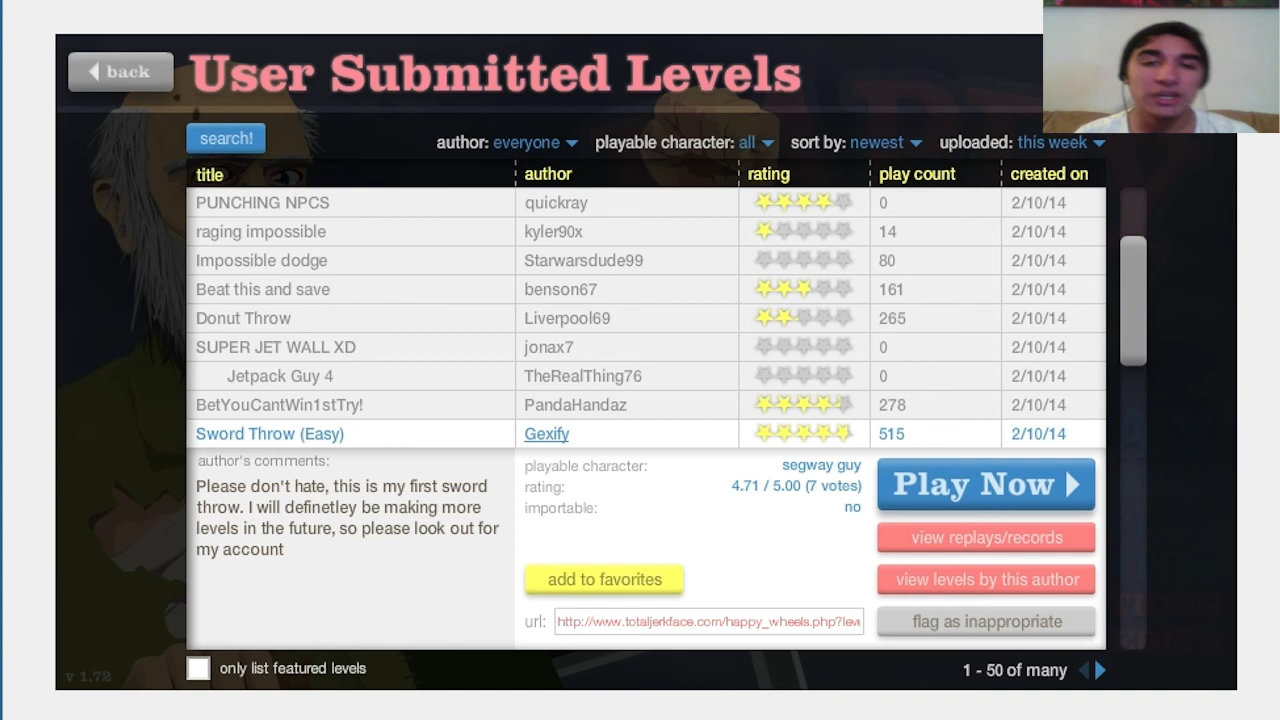 back
User Submitted Levels
search!
author: everyone playable character: all sort by: newest uploaded: this week
title author rating play count created on
PUNCHING NPCS quickray 0 2/10/14
raging impossible kyler90x 14 2/10/14
Impossible dodge Starwarsdude99 80 2/10/14
Beat this and save benson67 161 2/10/14
Donut Throw Liverpool69 265 2/10/14
SUPER JET WALL XD jonax7 0 2/10/14
Jetpack Guy 4 TheRealThing76 0 2/10/14
BetYouCantWin1stTry! PandaHandaz 278 2/10/14
Sword Throw (Easy) Gexify 515 2/10/14
author's comments:
Please don't hate, this is my first sword
throw. I will definetley be making more
levels in the future, so please look out for
my account
playable character: segway guy
rating: 4.71 / 5.00 (7 votes)
importable: no
add to favorites
url: http://www.totaljerkface.com/happy_wheels.php?leve
Play Now
view replays/records
view levels by this author
flag as inappropriate
v 1.72
only list featured levels
1 - 50 of many